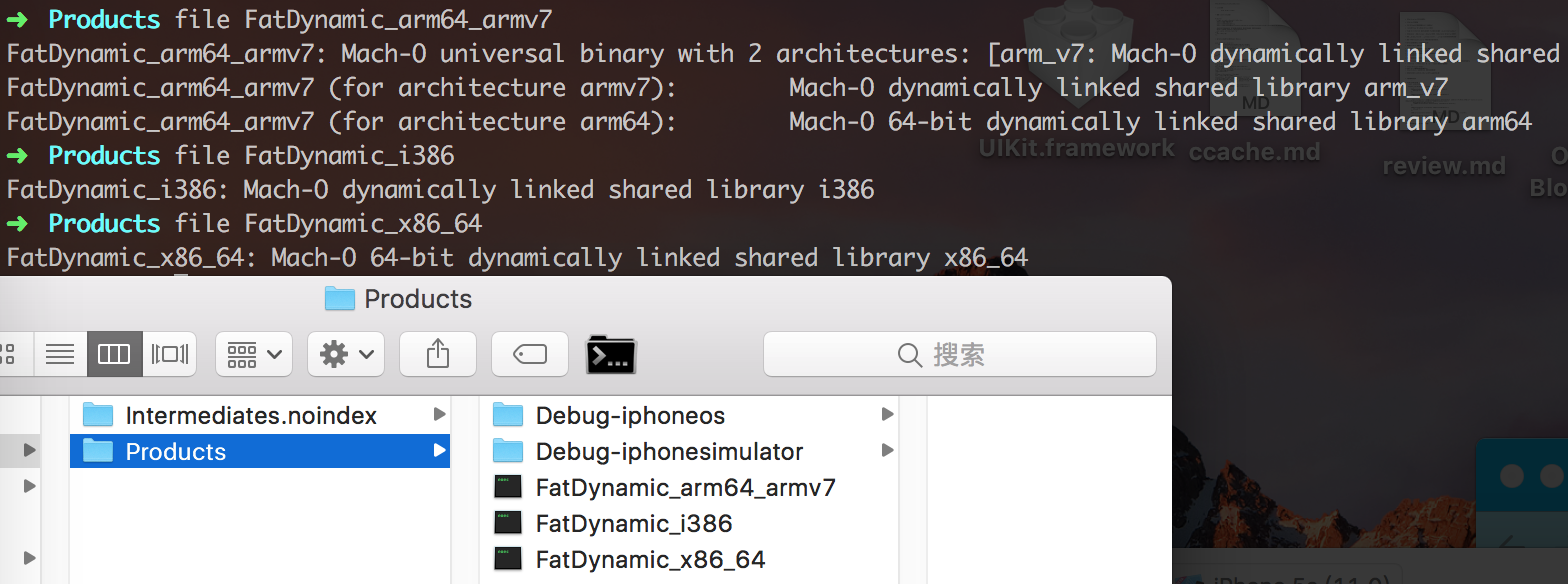 ➜ Products file FatDynamic_arm64_armv7
FatDynamic_arm64_armv7: Mach-O universal binary with 2 architectures: [arm_v7: Mach-O dynamically linked shared
FatDynamic_arm64_armv7 (for architecture armv7): Mach-O dynamically linked shared library arm_v7
FatDynamic_arm64_armv7 (for architecture arm64): Mach-O 64-bit dynamically linked shared library arm64
➜ Products file FatDynamic_i386
FatDynamic_i386: Mach-O dynamically linked shared library i386
➜ Products file FatDynamic_x86_64
FatDynamic_x86_64: Mach-O 64-bit dynamically linked shared library x86_64
MD
MD
UIKit.framework
ccache.md
review.md
Products
搜索
Intermediates.noindex
Products
Debug-iphoneos
Debug-iphonesimulator
FatDynamic_arm64_armv7
FatDynamic_i386
FatDynamic_x86_64